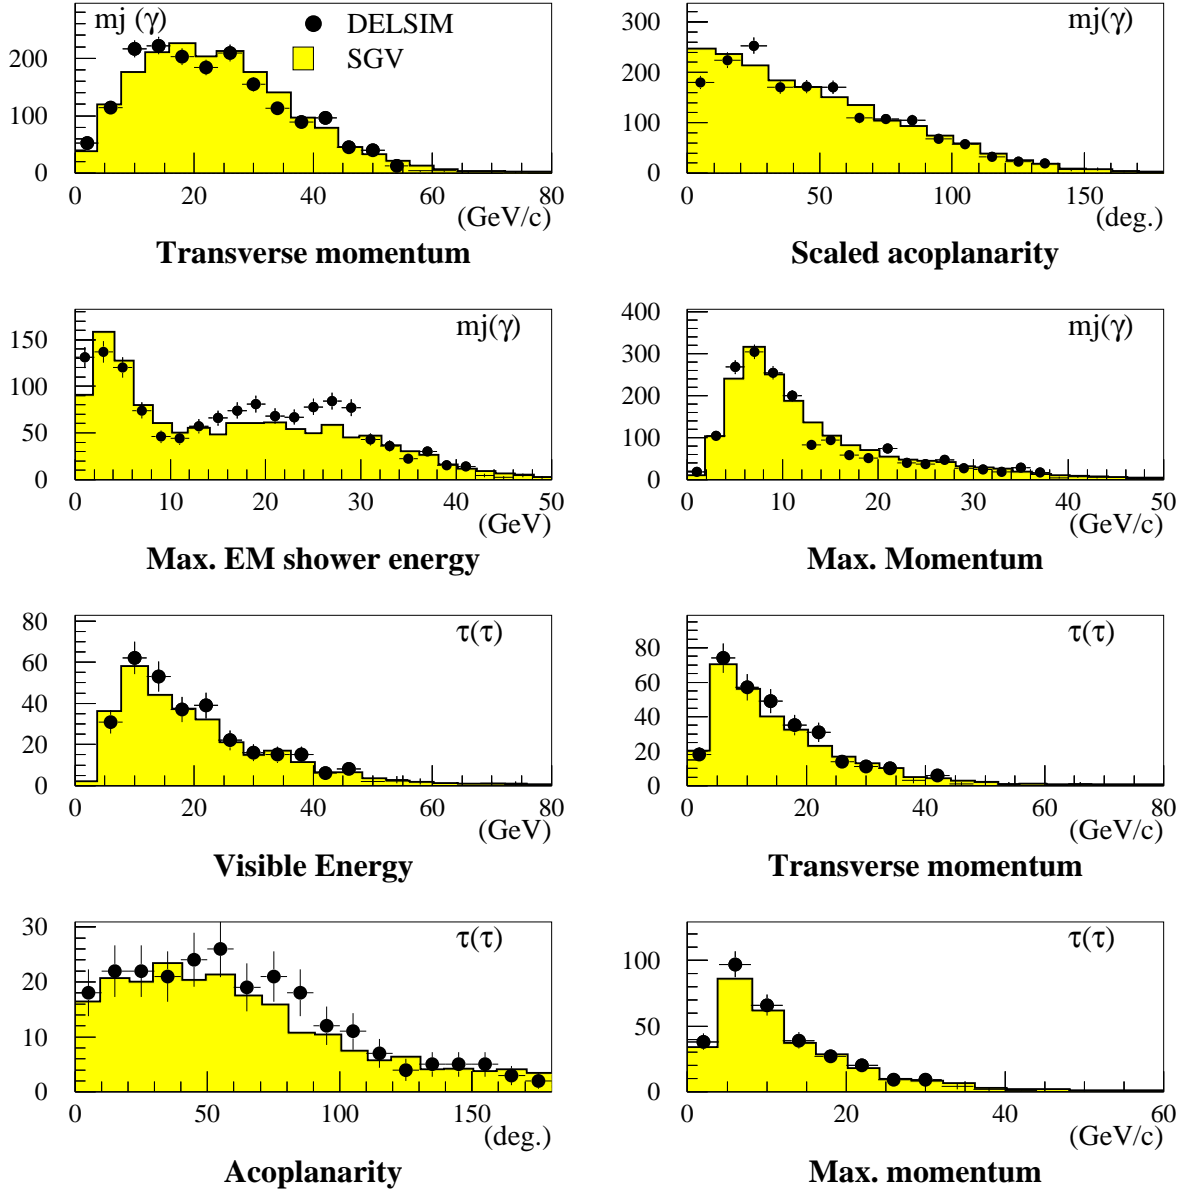 mj (γ)
DELSIM
SGV
200
100
0
0 20 40 60 80
(GeV/c)
Transverse momentum
mj(γ)
300
200
100
0
0 50 100 150
(deg.)
Scaled acoplanarity
mj(γ)
150
100
50
0
0 10 20 30 40 50
(GeV)
Max. EM shower energy
mj(γ)
400
300
200
100
0
0 10 20 30 40 50
(GeV/c)
Max. Momentum
τ(τ)
80
60
40
20
0
0 20 40 60 80
(GeV)
Visible Energy
τ(τ)
80
60
40
20
0
0 20 40 60 80
(GeV/c)
Transverse momentum
τ(τ)
30
20
10
0
0 50 100 150
(deg.)
Acoplanarity
τ(τ)
100
50
0
0 20 40 60
(GeV/c)
Max. momentum